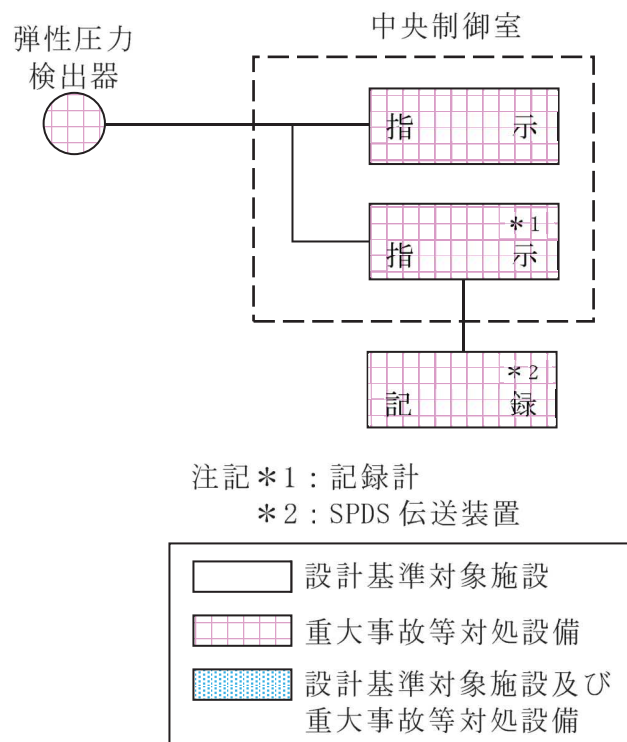 中央制御室
弾性圧力
検出器
指 示
*1
指 示
*2
記 録
注記*1：記録計
*2：SPDS 伝送装置
設計基準対象施設
重大事故等対処設備
設計基準対象施設及び
重大事故等対処設備